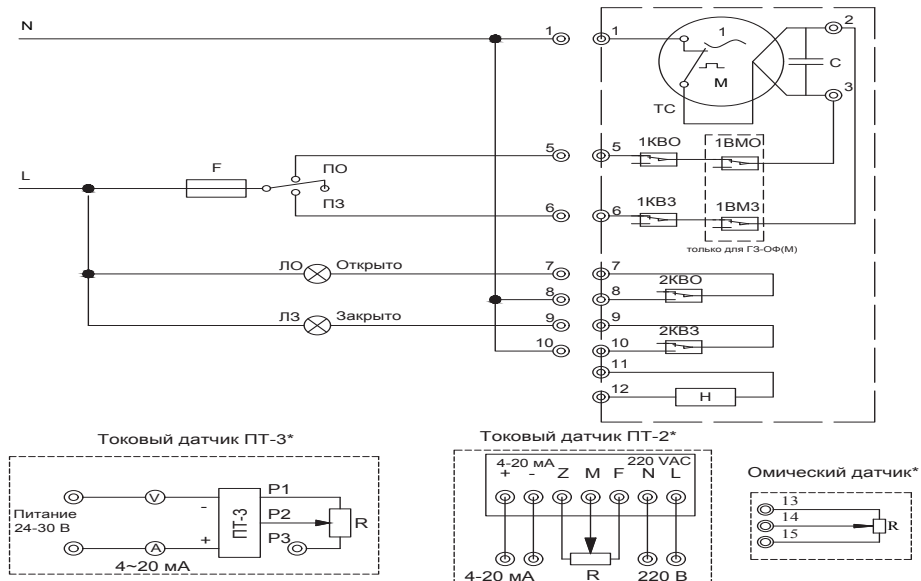 N
1
1
1
2
М
C
3
ТС
L
F
ПО
ПЗ
5
5
1КВО
1ВМО
6
6
1КВЗ
1ВМЗ
только для ГЗ-ОФ(М)
ЛО
Открыто
7
7
8
8
2КВО
ЛЗ
Закрыто
9
9
10
10
2КВЗ
11
12
Н
Токовый датчик ПТ-3*
Питание
24-30 В
V
A
-
+
ПТ-3
P1
P2
P3
R
4~20 мА
Токовый датчик ПТ-2*
4-20 мА
220 VAC
+ - Z M F N L
4-20 мА
R
220 В
Омический датчик*
13
14
15
R